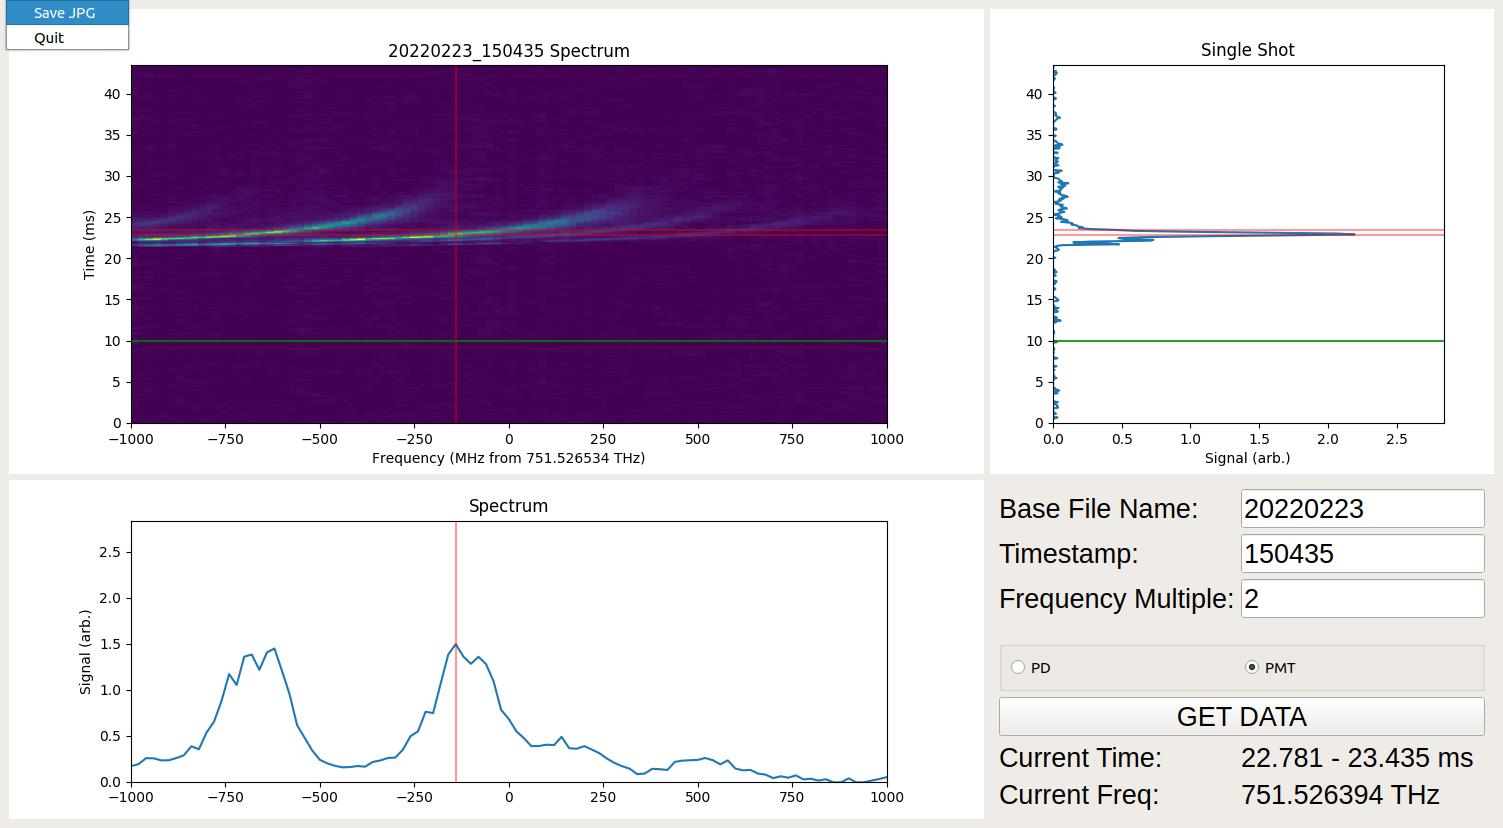 Save JPG
Quit
20220223_150435 Spectrum
40
35
30
25
20
15
10
5
0
Time (ms)
−1000 −750 −500 −250 0 250 500 750 1000
Frequency (MHz from 751.526534 THz)
Single Shot
40
35
30
25
20
15
10
5
0
0.0 0.5 1.0 1.5 2.0 2.5
Signal (arb.)
Spectrum
2.5
2.0
1.5
1.0
0.5
0.0
Signal (arb.)
−1000 −750 −500 −250 0 250 500 750 1000
Base File Name: 20220223
Timestamp: 150435
Frequency Multiple: 2
PD PMT
GET DATA
Current Time: 22.781 - 23.435 ms
Current Freq: 751.526394 THz